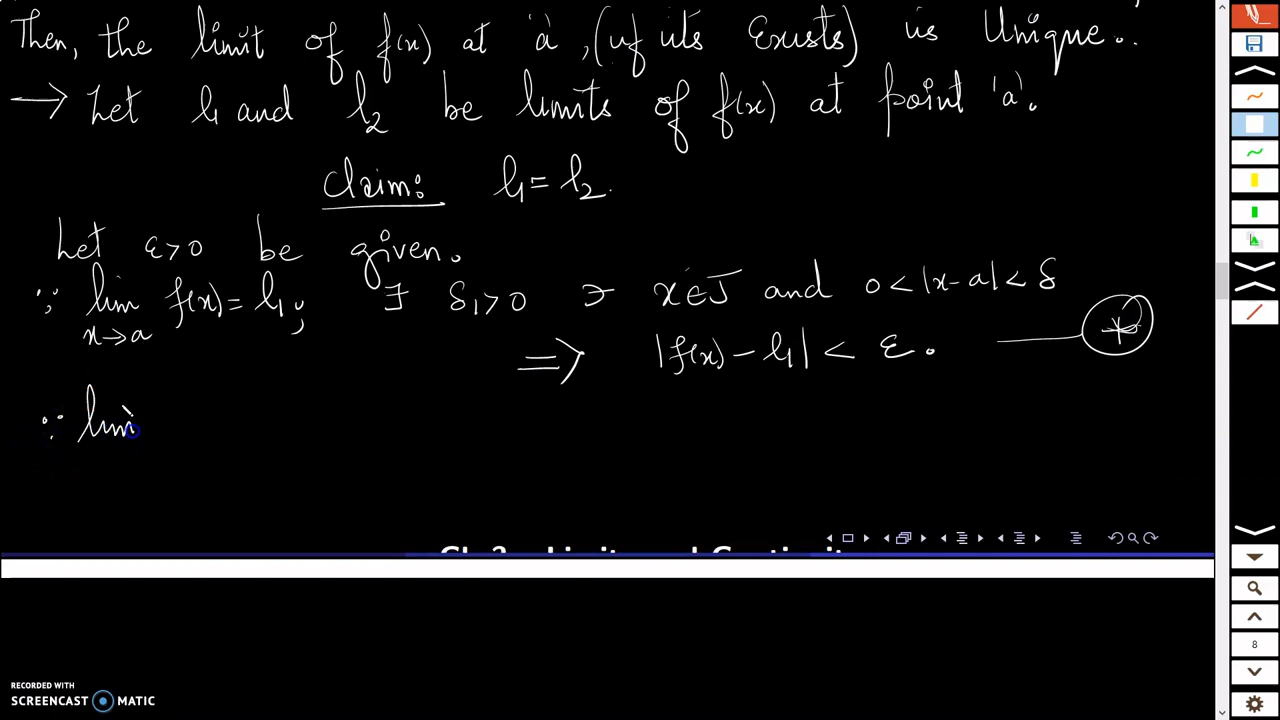 Then, the limit of f(x) at 'a', (if its Exists) is Unique.
→ Let l1 and l2 be limits of f(x) at point 'a'.
Claim: l1 = l2.
Let ε>0 be given.
∵ lim x→a f(x) = l1; ∃ δ1>0 ∋ x∈J and 0<|x-a|<δ
⇒ |f(x) - l1| < ε. —
∵ lim
8
RECORDED WITH
SCREENCAST MATIC